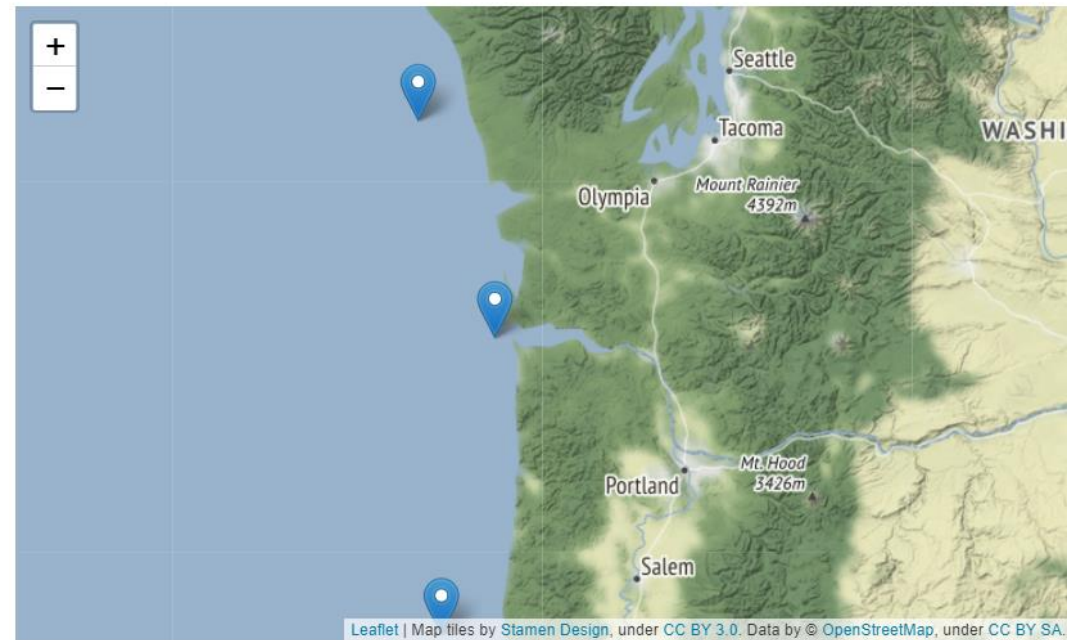 +
−
Seattle
Tacoma
WASHI
Olympia
Mount Rainier
4392m
Mt. Hood
3426m
Portland
Salem
Leaflet | Map tiles by Stamen Design, under CC BY 3.0. Data by © OpenStreetMap, under CC BY SA.